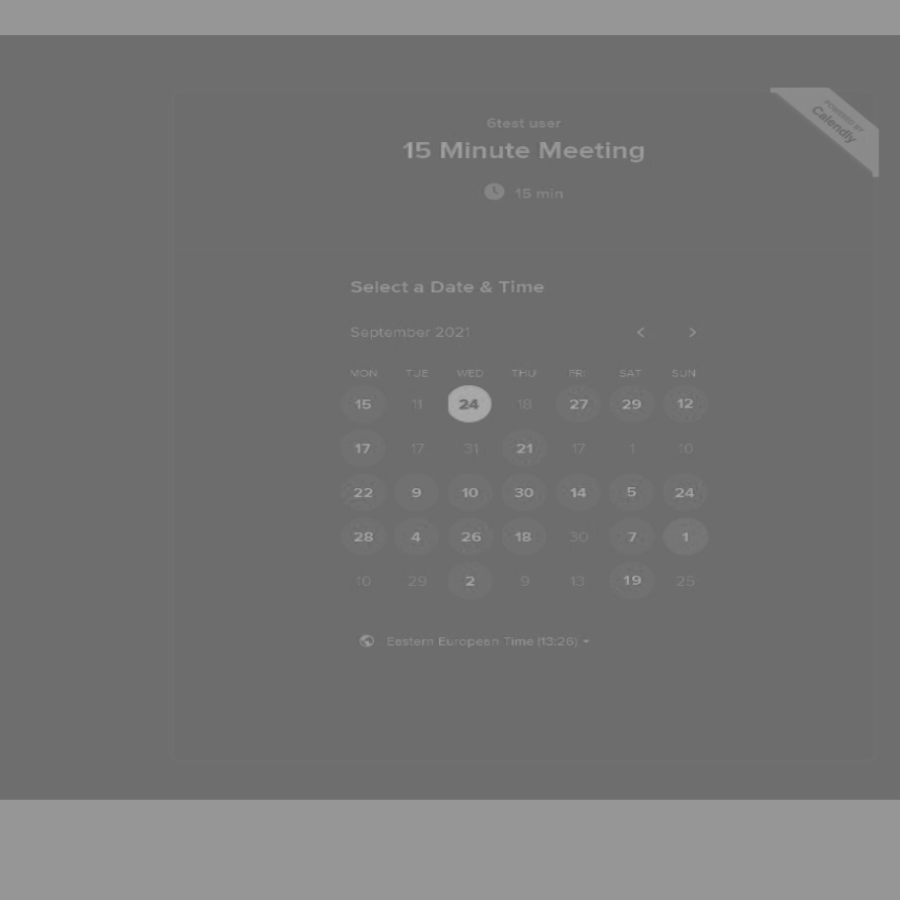 POWERED BY
Calendly
6test user
15 Minute Meeting
15 min
Select a Date & Time
September 2021
MON TUE WED THU FRI SAT SUN
15 11 24 18 27 29 12
17 17 31 21 17 1 10
22 9 10 30 14 5 24
28 4 26 18 30 7 1
10 29 2 9 13 19 25
Eastern European Time (13:26)